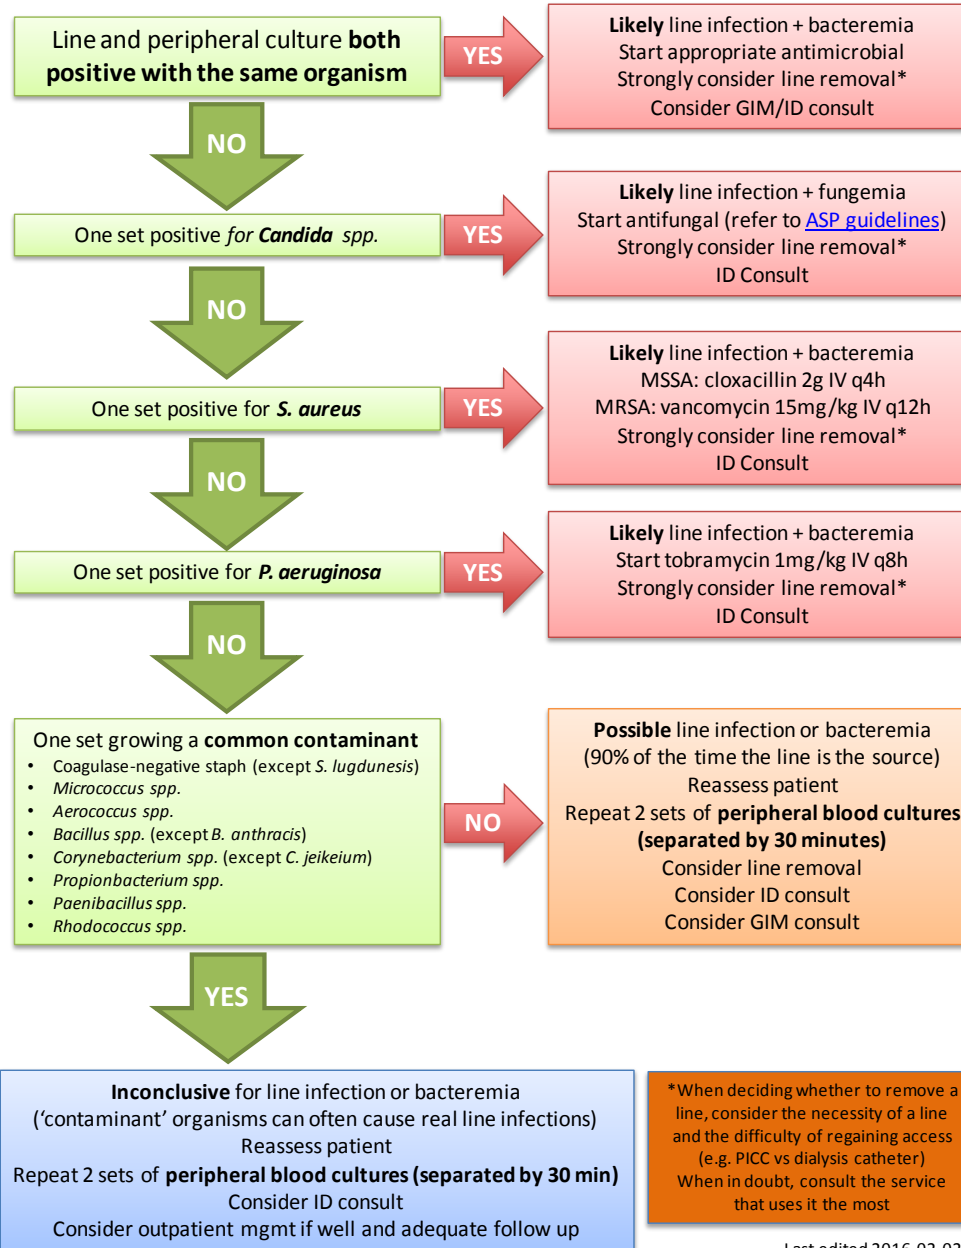 Line and peripheral culture both
positive with the same organism
YES
Likely line infection + bacteremia
Start appropriate antimicrobial
Strongly consider line removal*
Consider GIM/ID consult
NO
One set positive for Candida spp.
YES
Likely line infection + fungemia
Start antifungal (refer to ASP guidelines)
Strongly consider line removal*
ID Consult
NO
One set positive for S. aureus
YES
Likely line infection + bacteremia
MSSA: cloxacillin 2g IV q4h
MRSA: vancomycin 15mg/kg IV q12h
Strongly consider line removal*
ID Consult
NO
One set positive for P. aeruginosa
YES
Likely line infection + bacteremia
Start tobramycin 1mg/kg IV q8h
Strongly consider line removal*
ID Consult
NO
One set growing a common contaminant
• Coagulase-negative staph (except S. lugdunesis)
• Micrococcus spp.
• Aerococcus spp.
• Bacillus spp. (except B. anthracis)
• Corynebacterium spp. (except C. jeikeium)
• Propionbacterium spp.
• Paenibacillus spp.
• Rhodococcus spp.
NO
Possible line infection or bacteremia
(90% of the time the line is the source)
Reassess patient
Repeat 2 sets of peripheral blood cultures
(separated by 30 minutes)
Consider line removal
Consider ID consult
Consider GIM consult
YES
Inconclusive for line infection or bacteremia
(‘contaminant’ organisms can often cause real line infections)
Reassess patient
Repeat 2 sets of peripheral blood cultures (separated by 30 min)
Consider ID consult
Consider outpatient mgmt if well and adequate follow up
*When deciding whether to remove a
line, consider the necessity of a line
and the difficulty of regaining access
(e.g. PICC vs dialysis catheter)
When in doubt, consult the service
that uses it the most
Last edited 2016-02-02